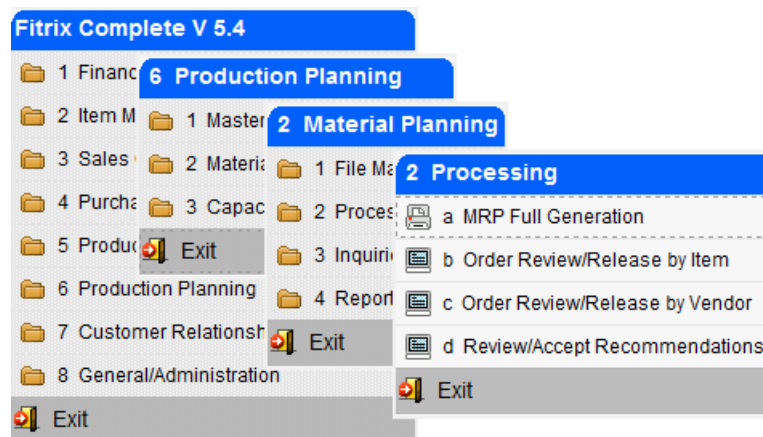 Fitrix Complete V 5.4
1 Financ
2 Item M
3 Sales
4 Purcha
5 Produc
6 Production Planning
7 Customer Relationsh
8 General/Administration
Exit
6 Production Planning
1 Master
2 Materia
3 Capac
Exit
2 Material Planning
1 File Ma
2 Proces
3 Inquiri
4 Report
Exit
2 Processing
a MRP Full Generation
b Order Review/Release by Item
c Order Review/Release by Vendor
d Review/Accept Recommendations
Exit